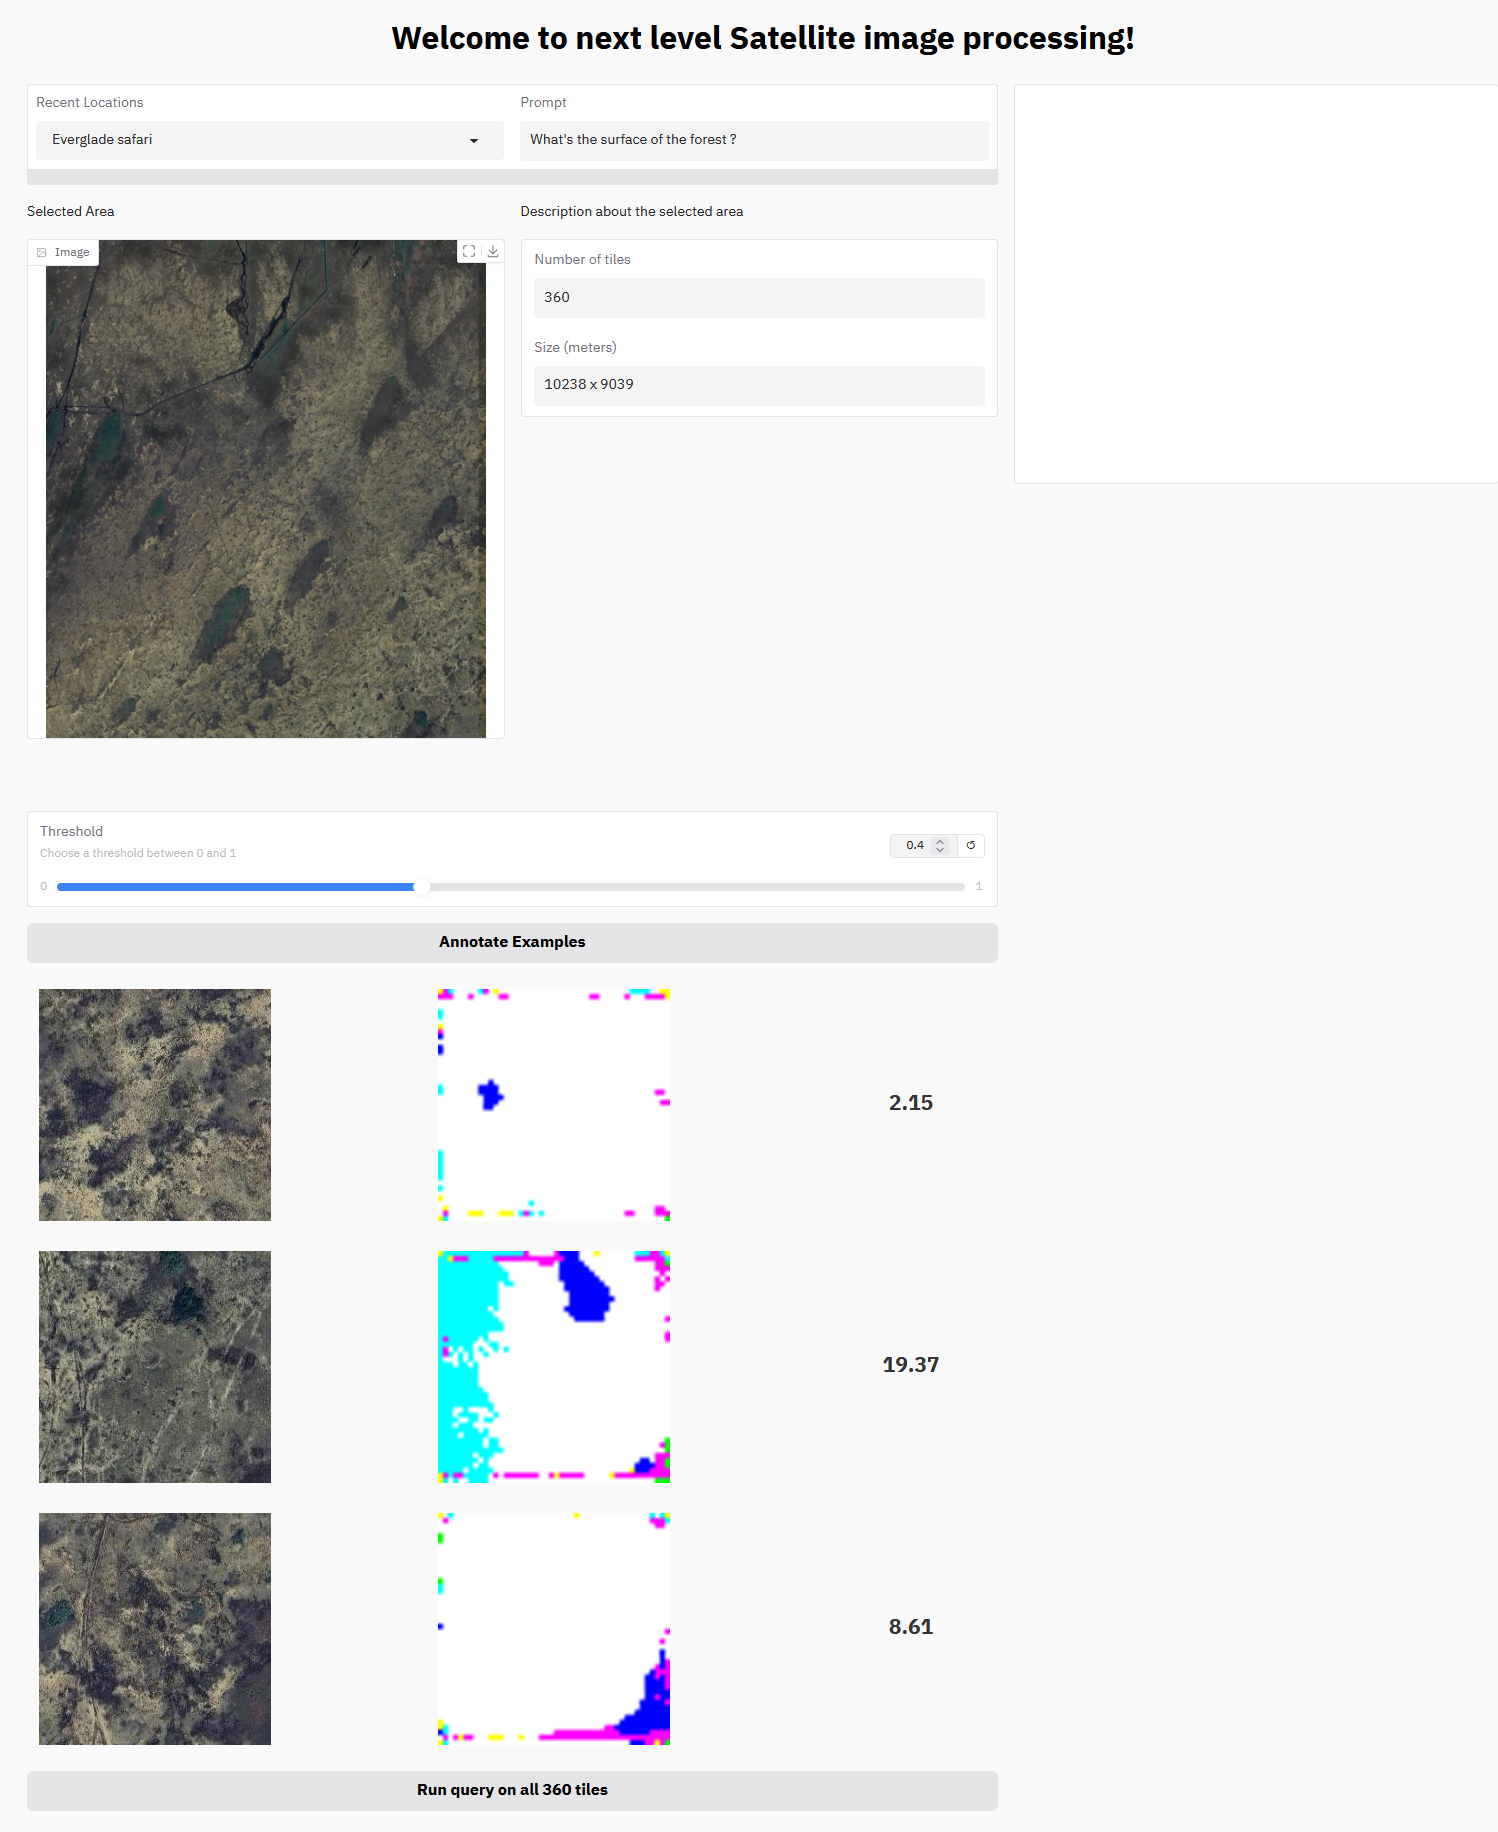 Welcome to next level Satellite image processing!
Recent Locations
Everglade safari
Prompt
What's the surface of the forest ?
Selected Area
Description about the selected area
Image
Number of tiles
360
Size (meters)
10238 x 9039
Threshold
Choose a threshold between 0 and 1
0.4
0
1
Annotate Examples
2.15
19.37
8.61
Run query on all 360 tiles